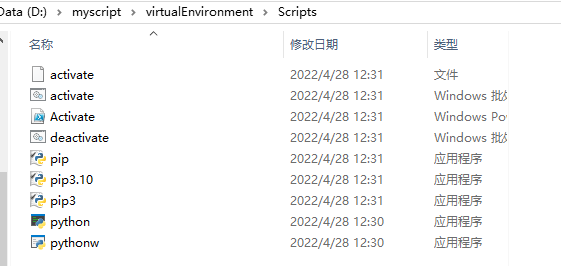 Data (D:) > myscript > virtualEnvironment > Scripts
名称 修改日期 类型
activate 2022/4/28 12:31 文件
activate 2022/4/28 12:31 Windows 批处
Activate 2022/4/28 12:31 Windows Po
deactivate 2022/4/28 12:31 Windows 批处
pip 2022/4/28 12:31 应用程序
pip3.10 2022/4/28 12:31 应用程序
pip3 2022/4/28 12:31 应用程序
python 2022/4/28 12:30 应用程序
pythonw 2022/4/28 12:30 应用程序